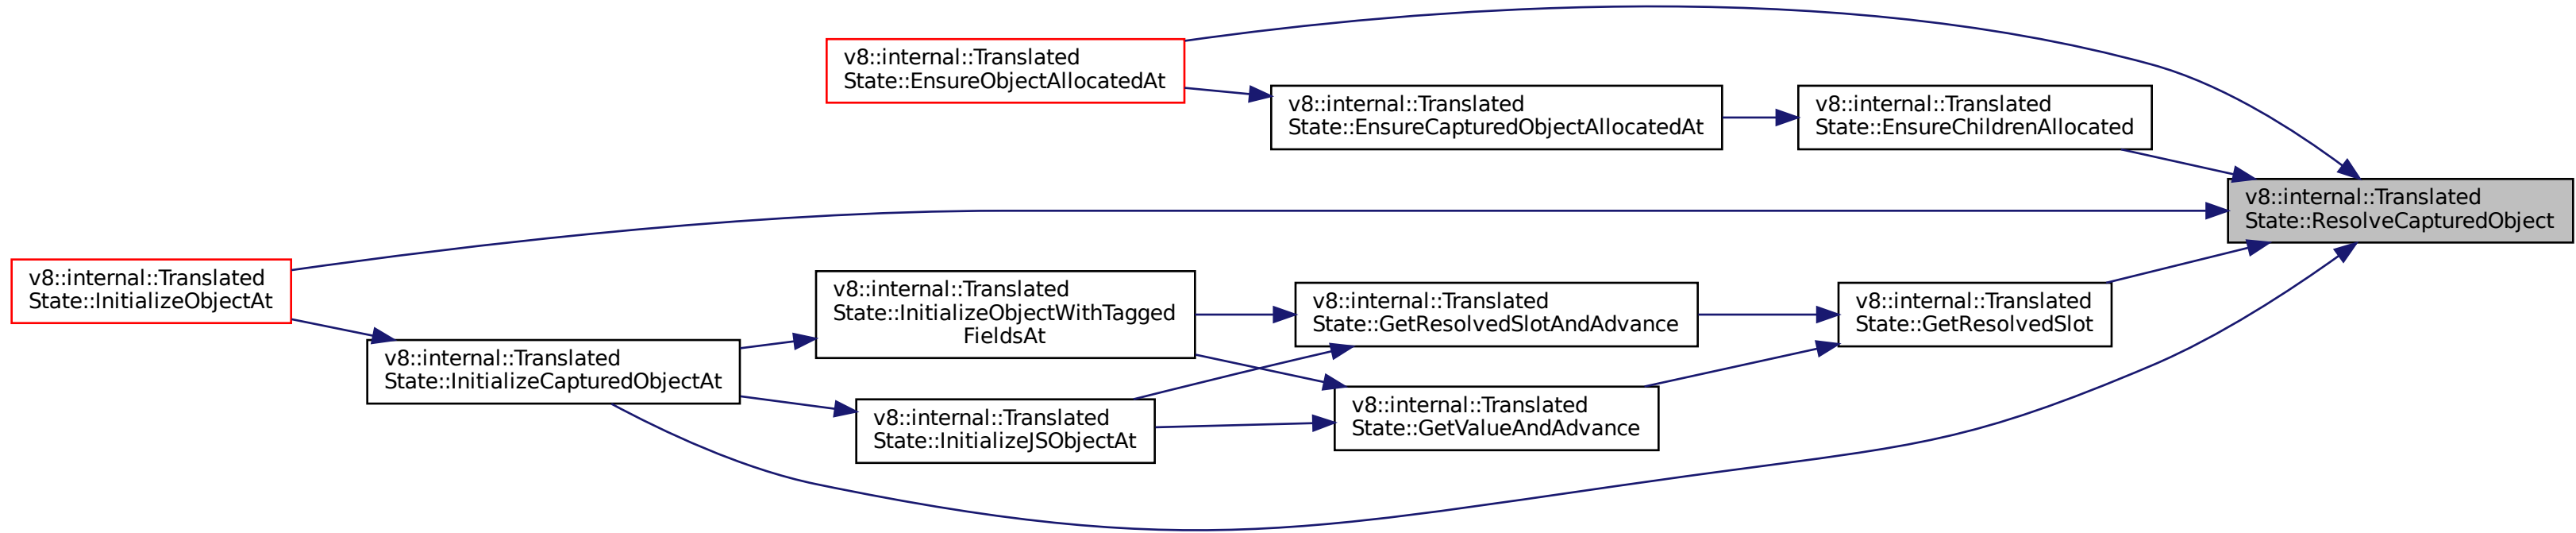 v8::internal::Translated
State::EnsureObjectAllocatedAt
v8::internal::Translated
State::EnsureCapturedObjectAllocatedAt
v8::internal::Translated
State::EnsureChildrenAllocated
v8::internal::Translated
State::ResolveCapturedObject
v8::internal::Translated
State::InitializeObjectAt
v8::internal::Translated
State::InitializeObjectWithTagged
FieldsAt
v8::internal::Translated
State::GetResolvedSlotAndAdvance
v8::internal::Translated
State::GetResolvedSlot
v8::internal::Translated
State::InitializeCapturedObjectAt
v8::internal::Translated
State::InitializeJSObjectAt
v8::internal::Translated
State::GetValueAndAdvance